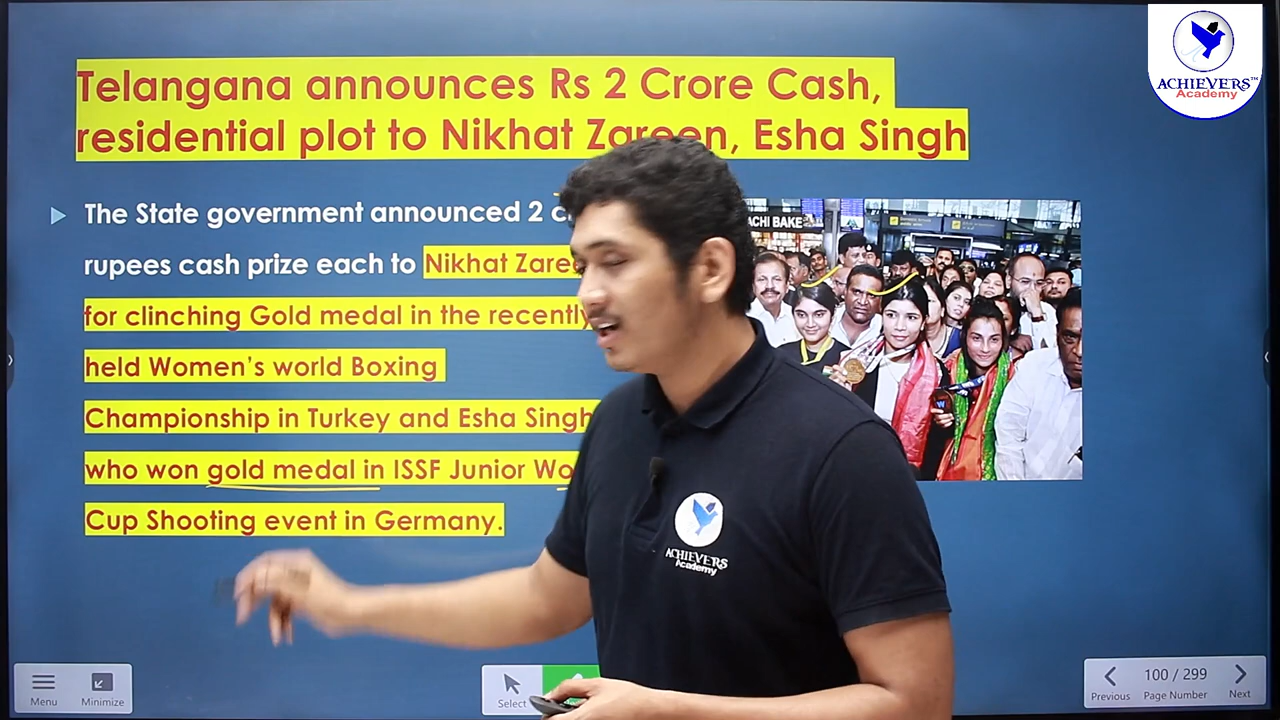 ACHIEVERS™
Academy
Telangana announces Rs 2 Crore Cash,
residential plot to Nikhat Zareen, Esha Singh
The State government announced 2
rupees cash prize each to Nikhat
for clinching Gold medal in the recently
held Women's world Boxing
Championship in Turkey and Esha Singh
who won gold medal in ISSF Junior
Cup Shooting event in Germany.
BAKE
ACHIEVERS
Academy
Menu
Minimize
Select
Previous
100 / 299
Page Number
Next